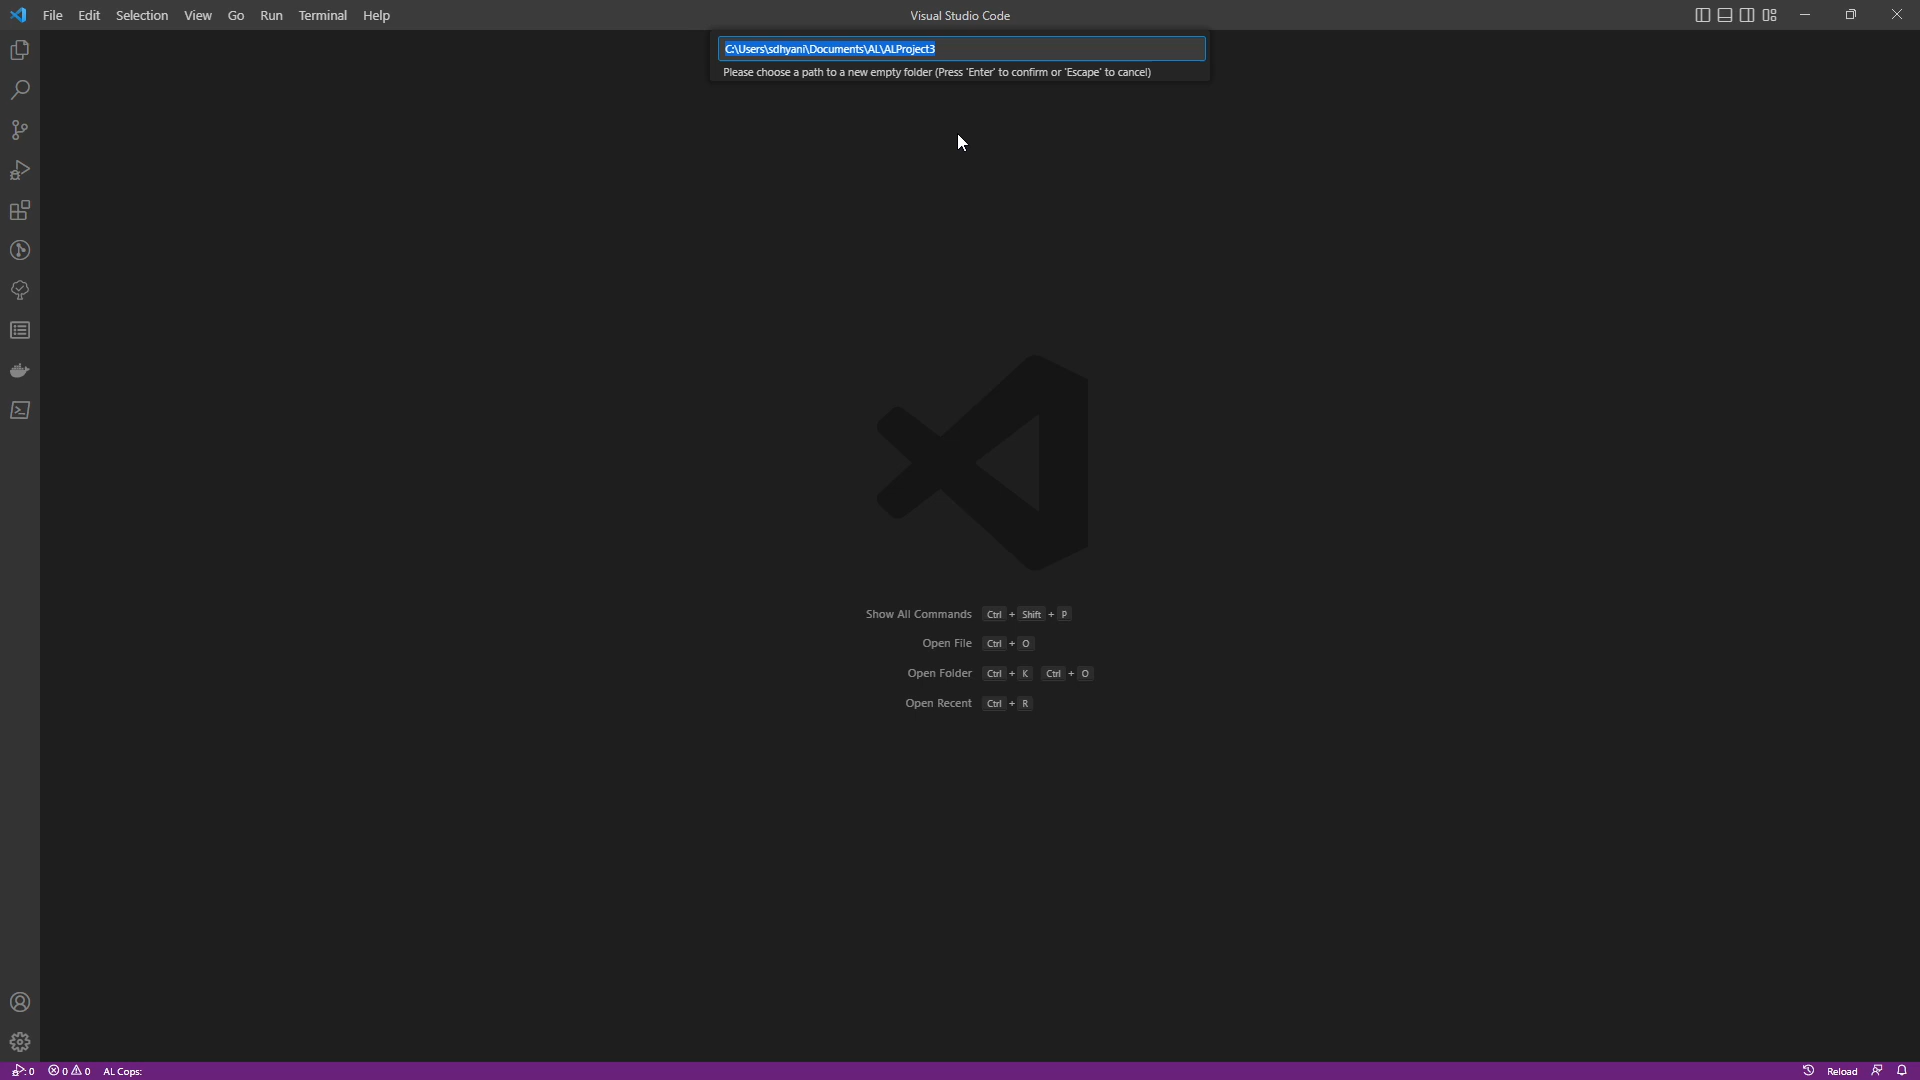 File Edit Selection View Go Run Terminal Help
Visual Studio Code
C:\Users\sdhyani\Documents\AL\ALProject3
Please choose a path to a new empty folder (Press 'Enter' to confirm or 'Escape' to cancel)
Show All Commands Ctrl + Shift + P
Open File Ctrl + O
Open Folder Ctrl + K Ctrl + O
Open Recent Ctrl + R
: 0 0 0 AL Cops: Reload